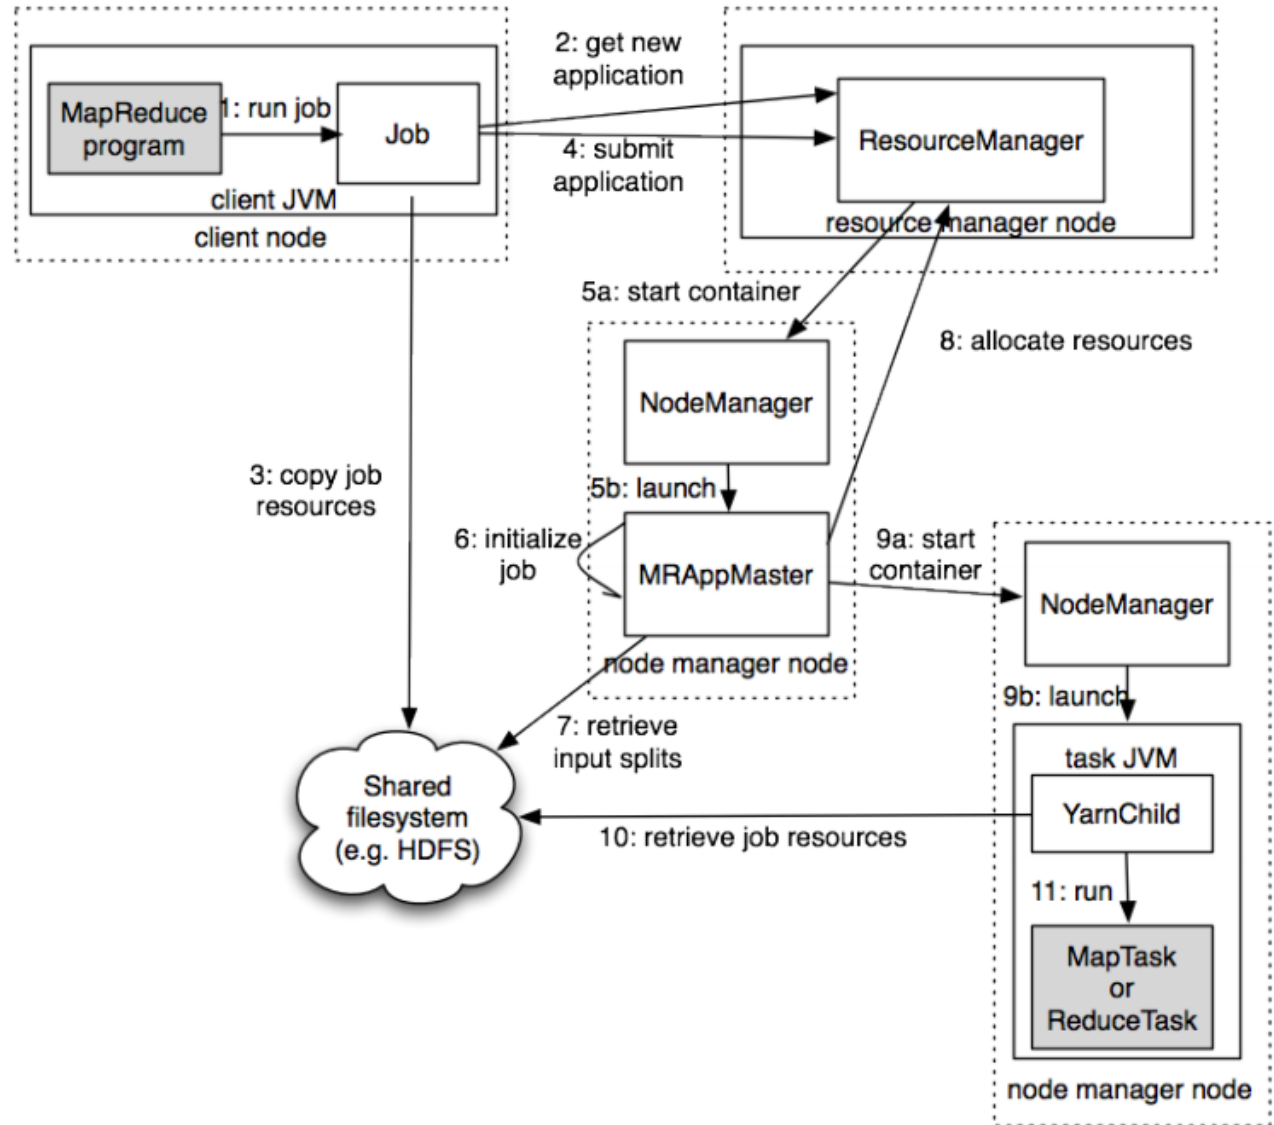 MapReduce
program
1: run job
Job
client JVM
client node
2: get new
application
4: submit
application
ResourceManager
resource manager node
5a: start container
8: allocate resources
NodeManager
3: copy job
resources
5b: launch
6: initialize
job
MRAppMaster
9a: start
container
NodeManager
node manager node
9b: launch
7: retrieve
input splits
task JVM
Shared
filesystem
(e.g. HDFS)
YarnChild
10: retrieve job resources
11: run
MapTask
or
ReduceTask
node manager node